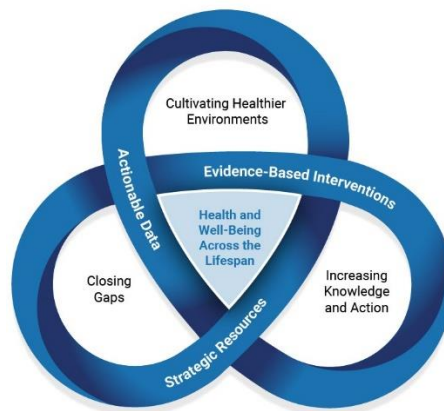 Cultivating Healthier
Environments
Evidence-Based Interventions
Actionable Data
Health and
Well-Being
Across the
Lifespan
Closing
Gaps
Increasing
Knowledge
and Action
Strategic Resources